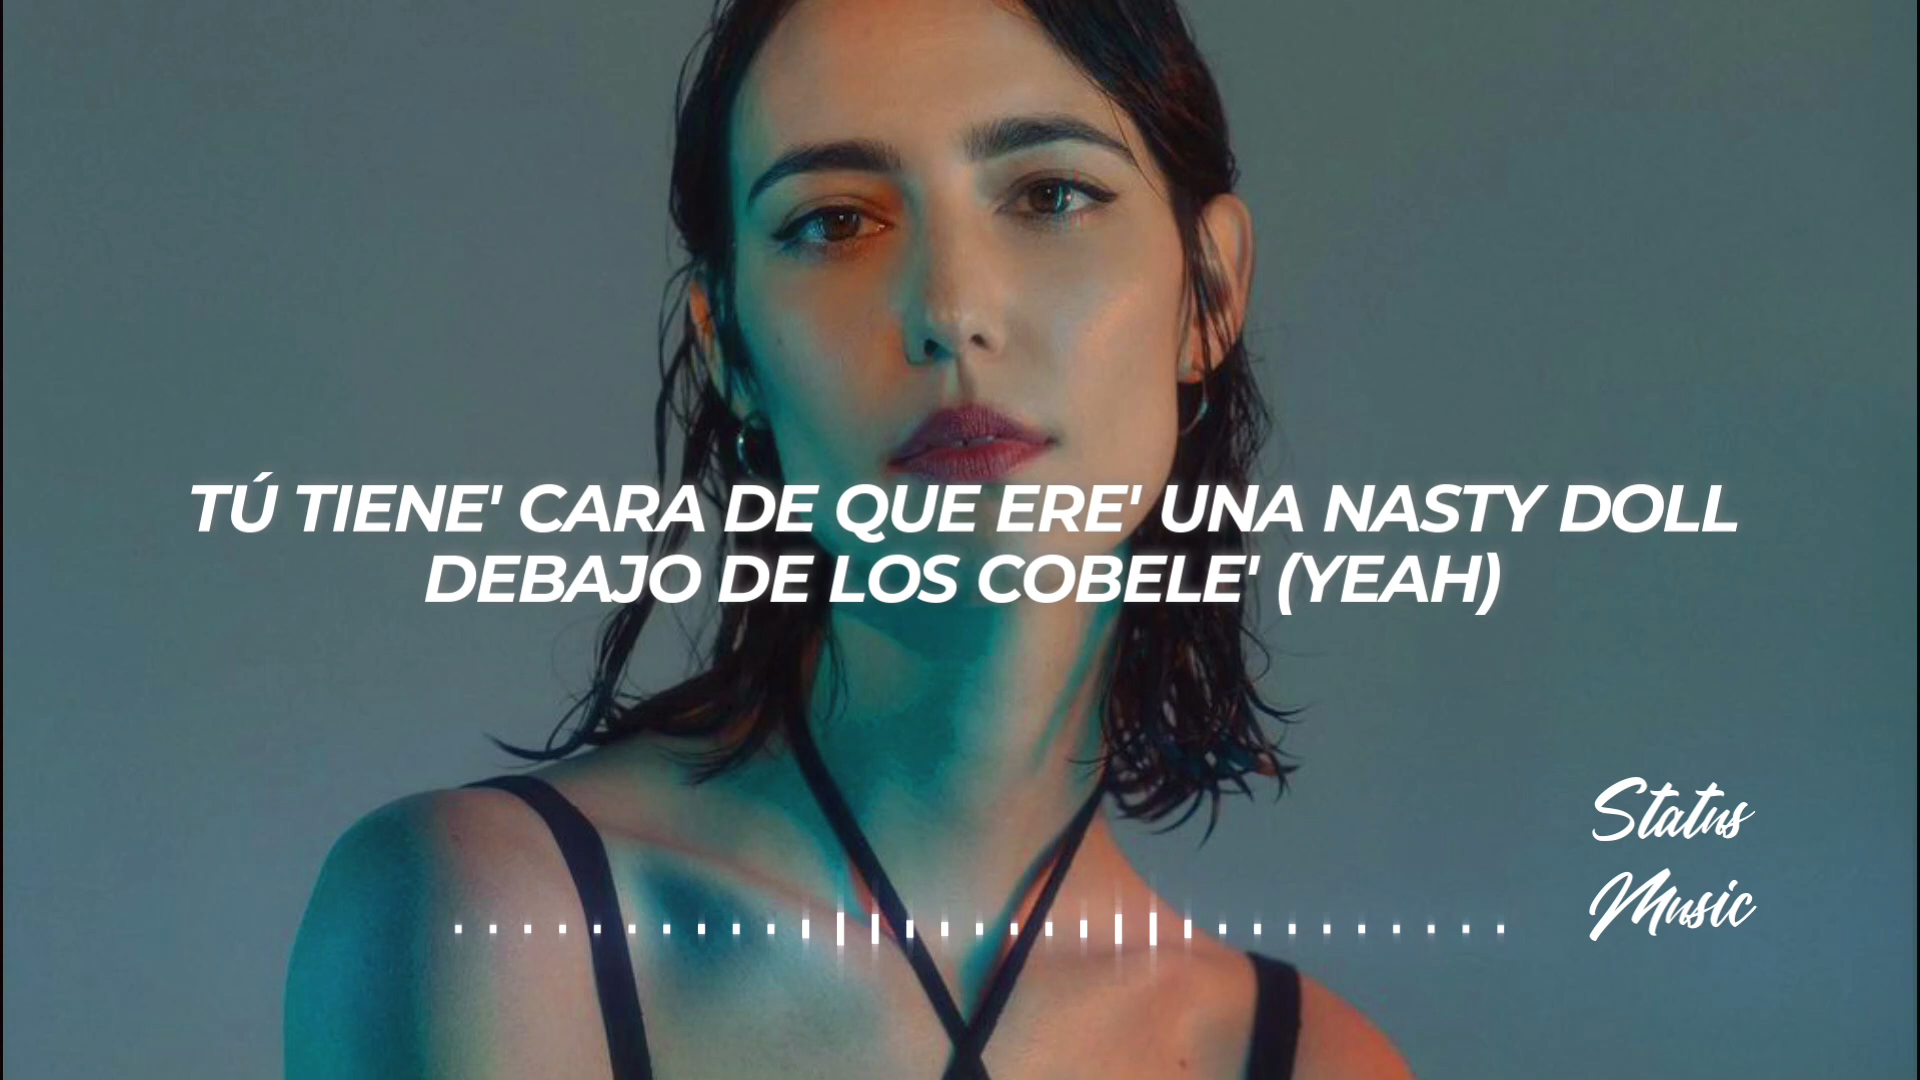 TÚ TIENE' CARA DE QUE ERE' UNA NASTY DOLL
DEBAJO DE LOS COBELE' (YEAH)
Status
Music